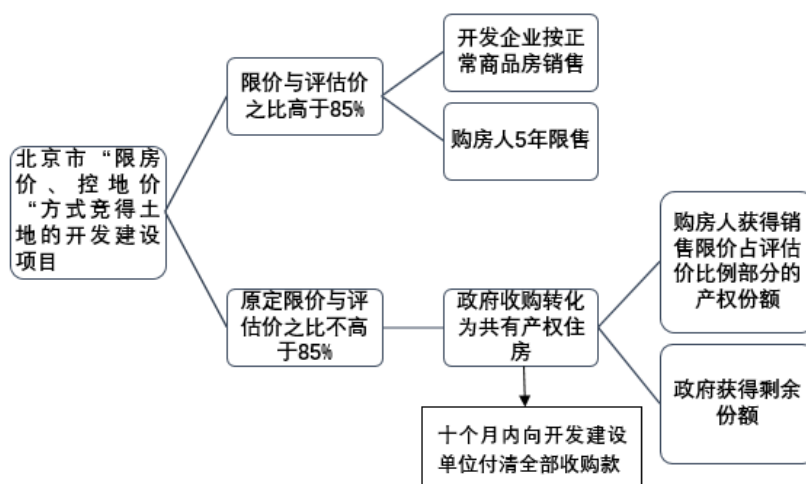 北京市“限房
价、控地价
“方式竞得土
地的开发建设
项目
限价与评估价
之比高于85%
开发企业按正
常商品房销售
购房人5年限售
原定限价与评
估价之比不高
于85%
政府收购转化
为共有产权住
房
十个月内向开发建设
单位付清全部收购款
购房人获得销
售限价占评估
价比例部分的
产权份额
政府获得剩余
份额